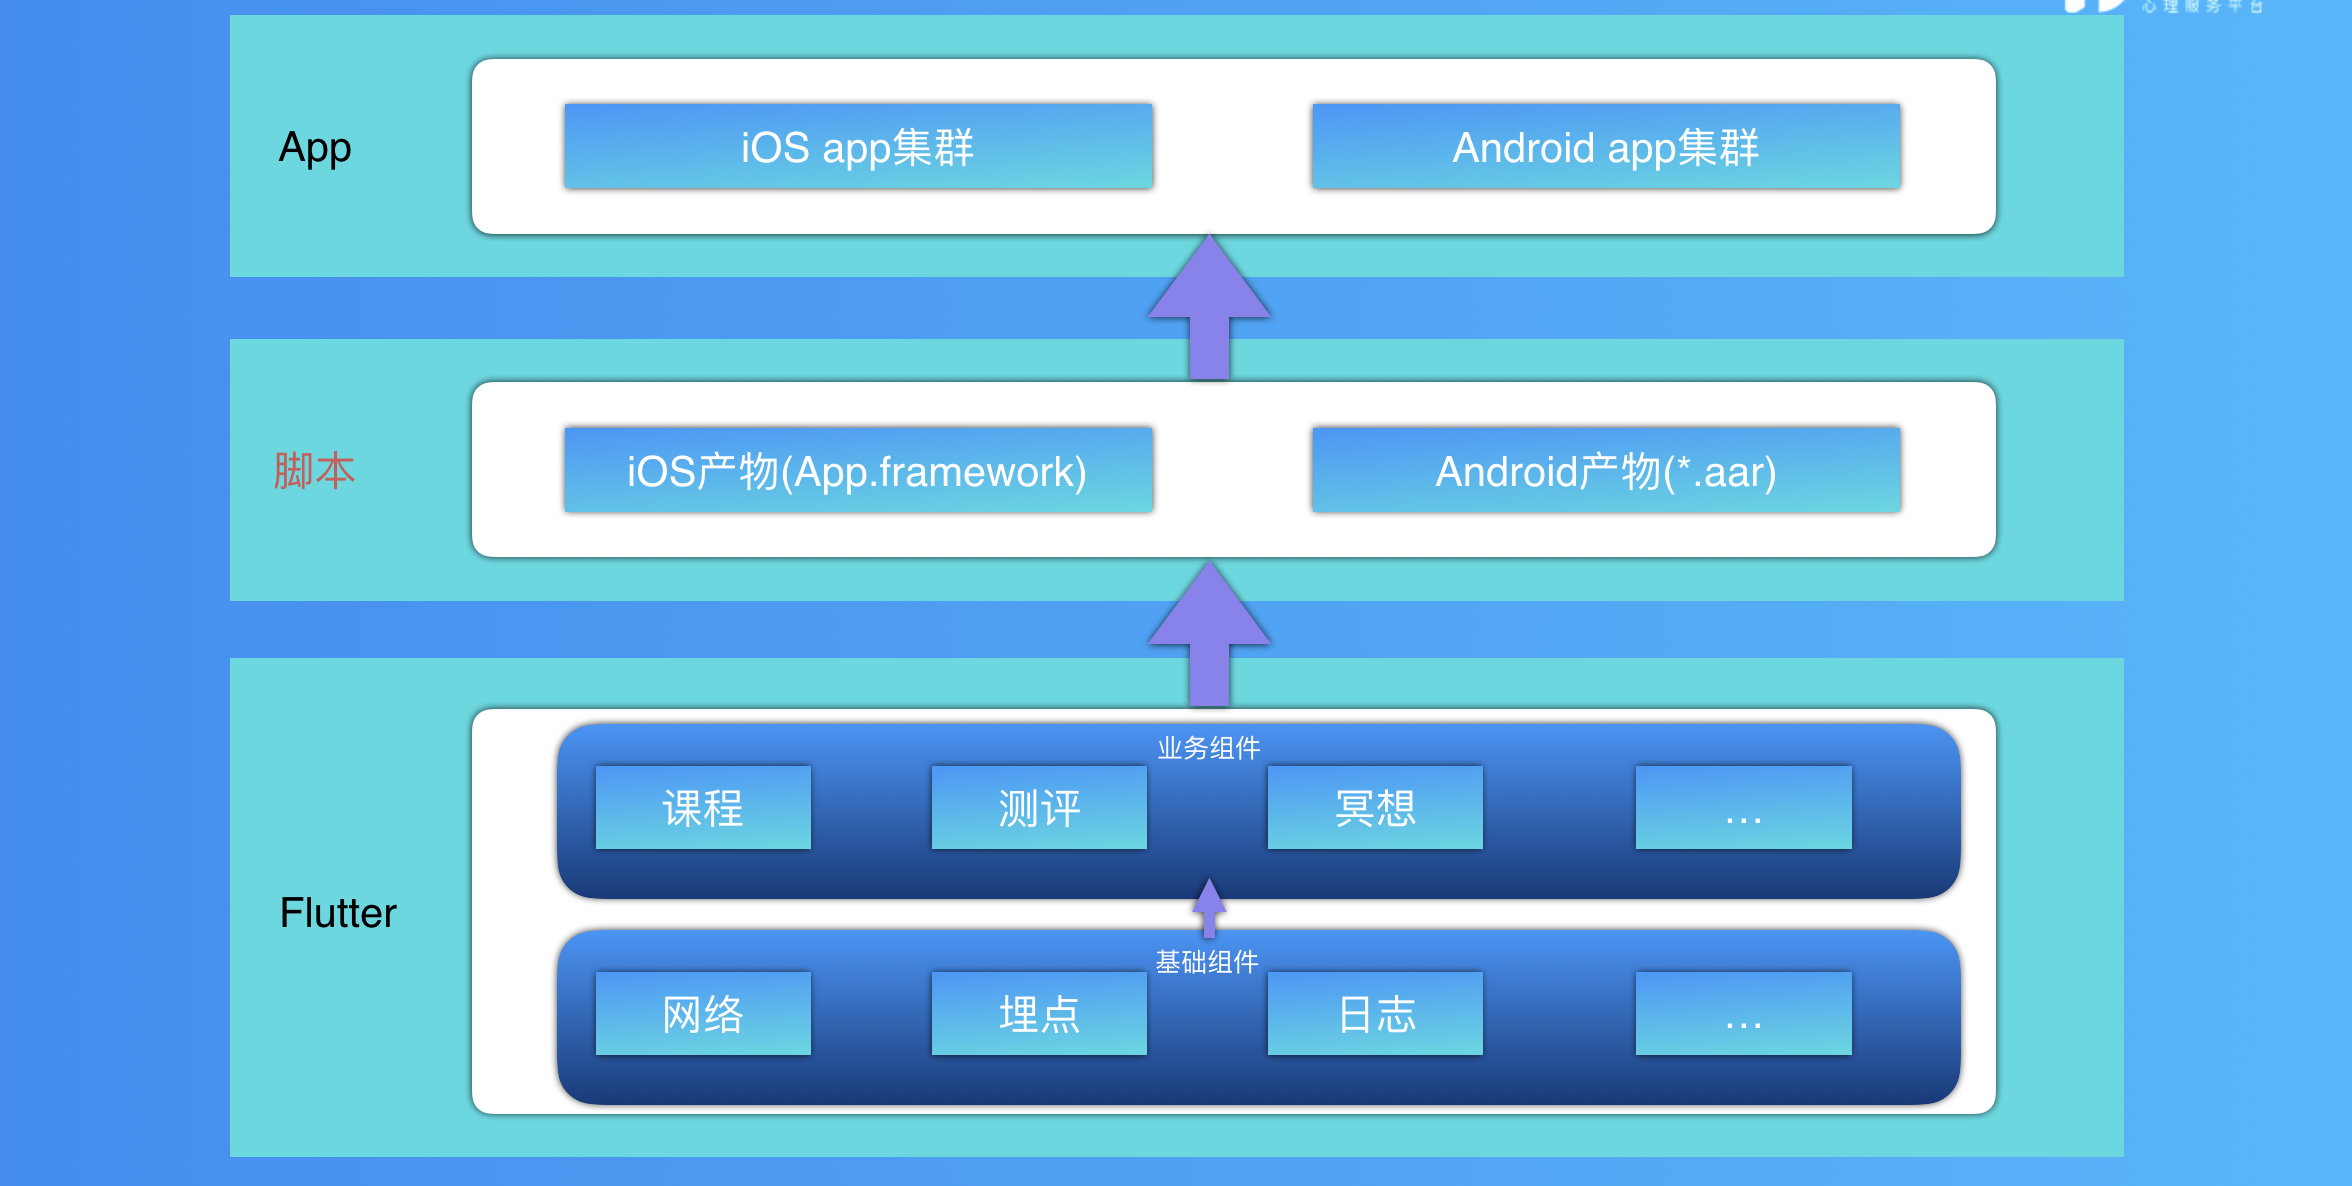 心理服务平台
App
iOS app集群
Android app集群
脚本
iOS产物(App.framework)
Android产物(*.aar)
Flutter
业务组件
课程
测评
冥想
...
基础组件
网络
埋点
日志
...